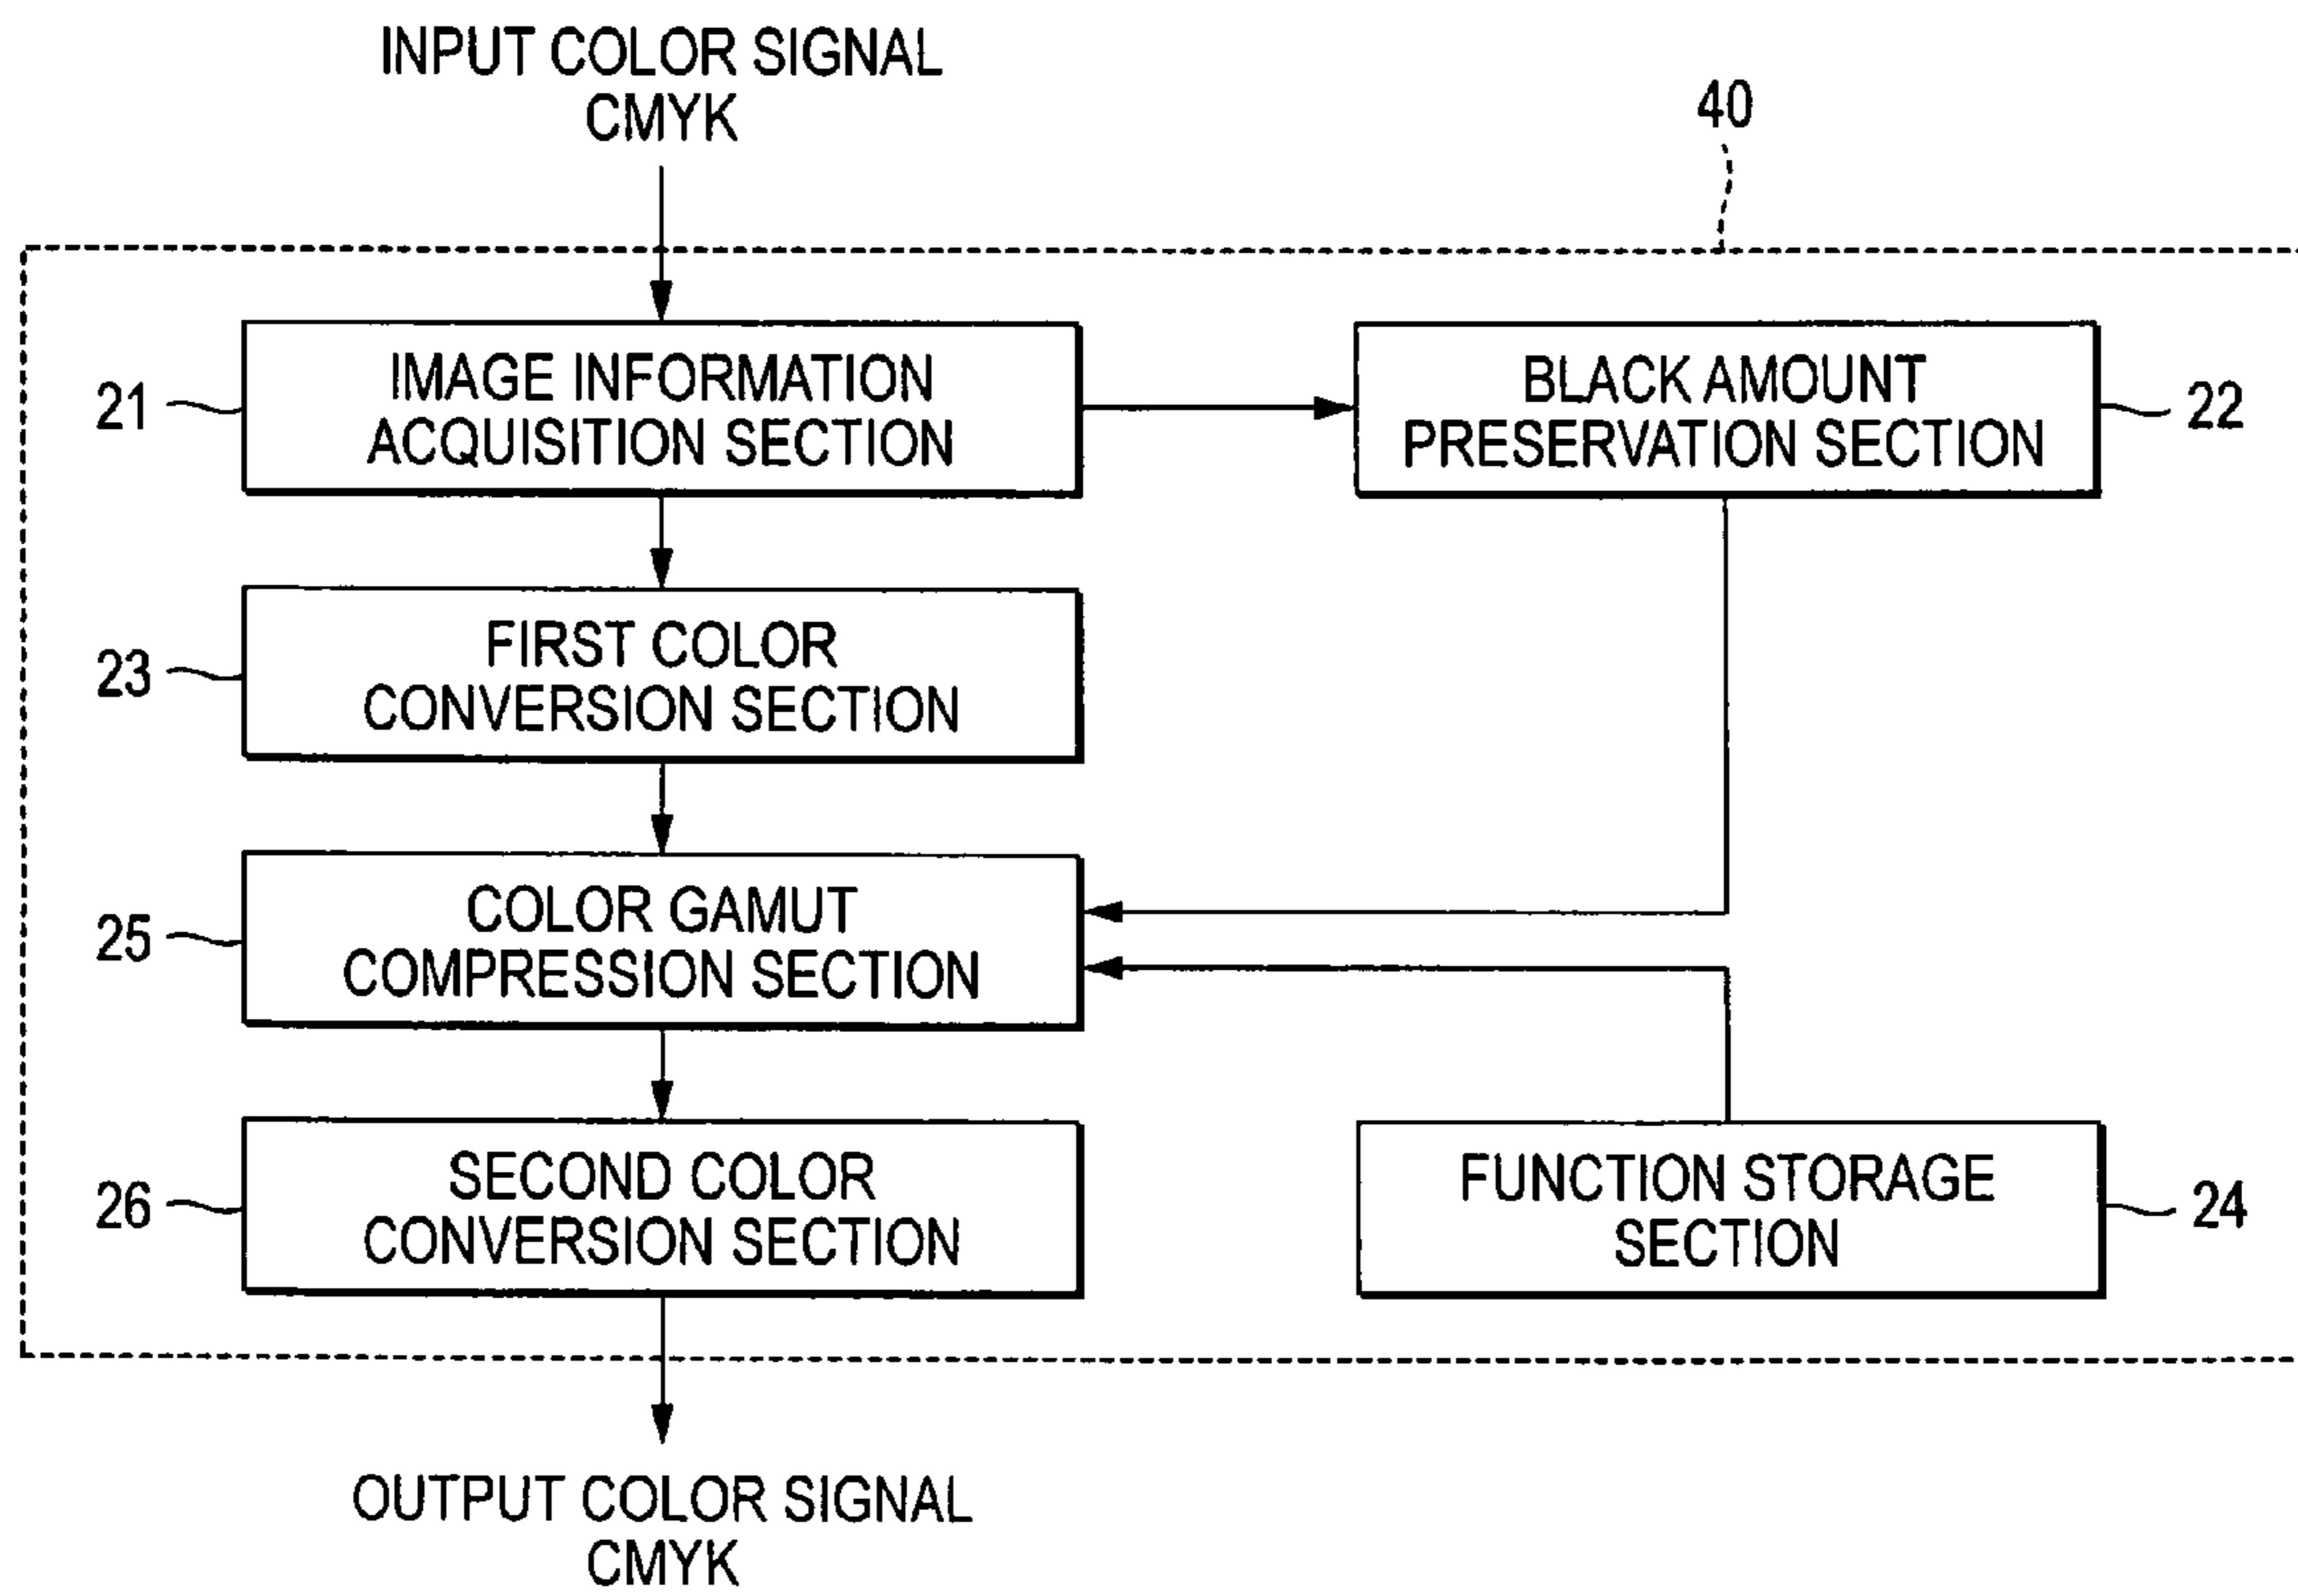 INPUT COLOR SIGNAL
CMYK
40
21
IMAGE INFORMATION
ACQUISITION SECTION
BLACK AMOUNT
PRESERVATION SECTION
22
23
FIRST COLOR
CONVERSION SECTION
25
COLOR GAMUT
COMPRESSION SECTION
26
SECOND COLOR
CONVERSION SECTION
FUNCTION STORAGE
SECTION
24
OUTPUT COLOR SIGNAL
CMYK